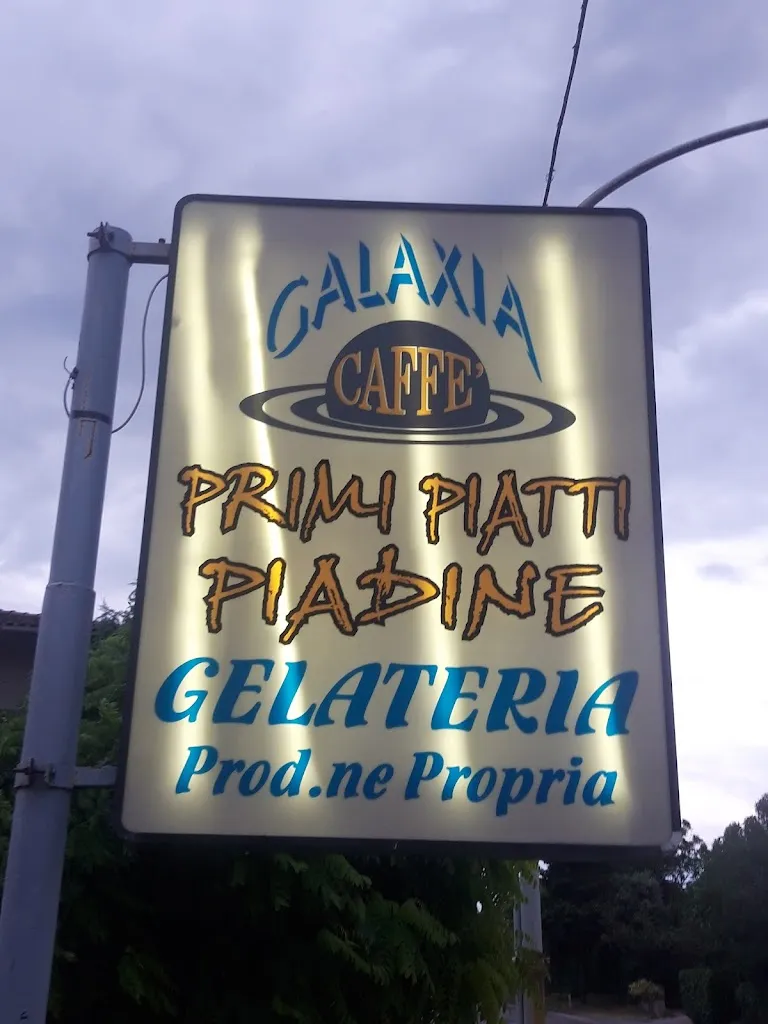 GALAXIA
CAFFE'
PRIMI PIATTI
PIADINE
GELATERIA
Prod.ne Propria